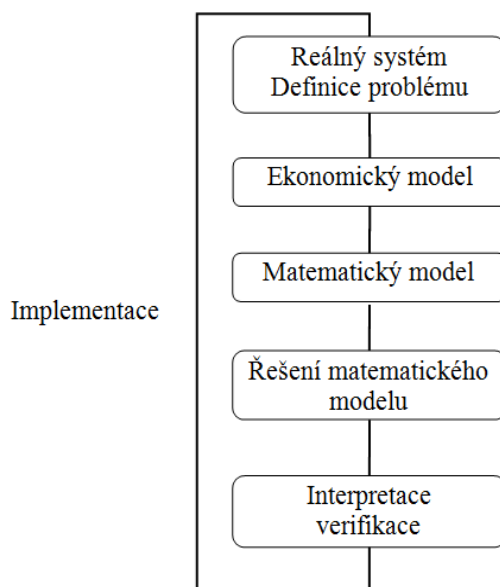 Reálný systém
Definice problému
Ekonomický model
Matematický model
Implementace
Řešení matematického
modelu
Interpretace
verifikace